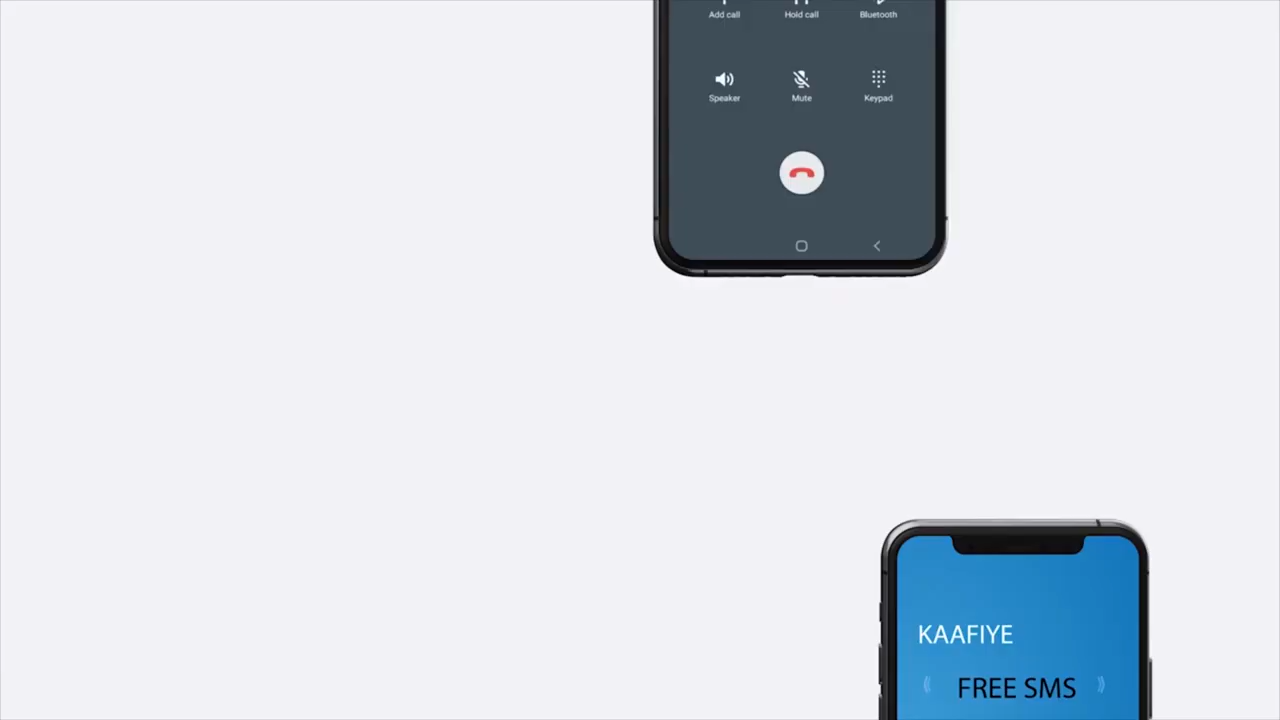 Add call Hold call Bluetooth
Speaker Mute Keypad
KAAFIYE
FREE SMS